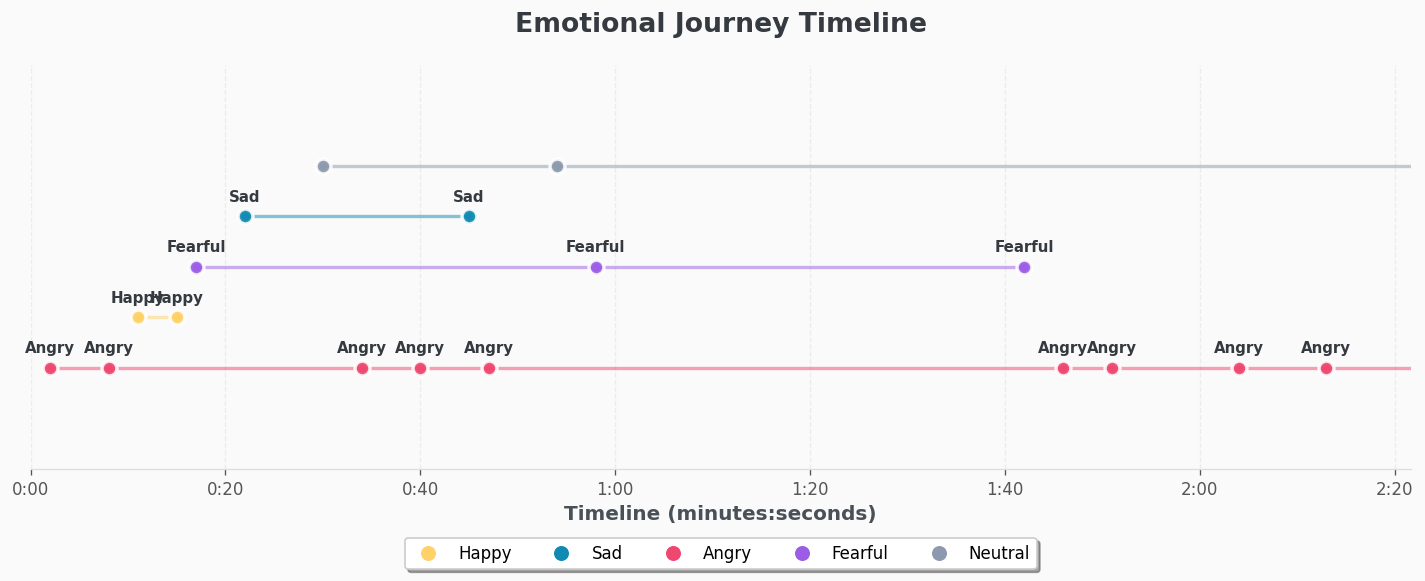 Emotional Journey Timeline
Sad Sad
Fearful Fearful Fearful
Happy Happy
Angry Angry Angry Angry Angry Angry Angry Angry Angry
0:00 0:20 0:40 1:00 1:20 1:40 2:00 2:20
Timeline (minutes:seconds)
Happy Sad Angry Fearful Neutral